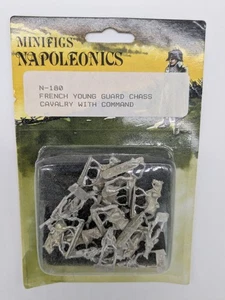 MINIFIGS
NAPOLEONICS
N-180
FRENCH YOUNG GUARD CHASS
CAVALRY WITH COMMAND